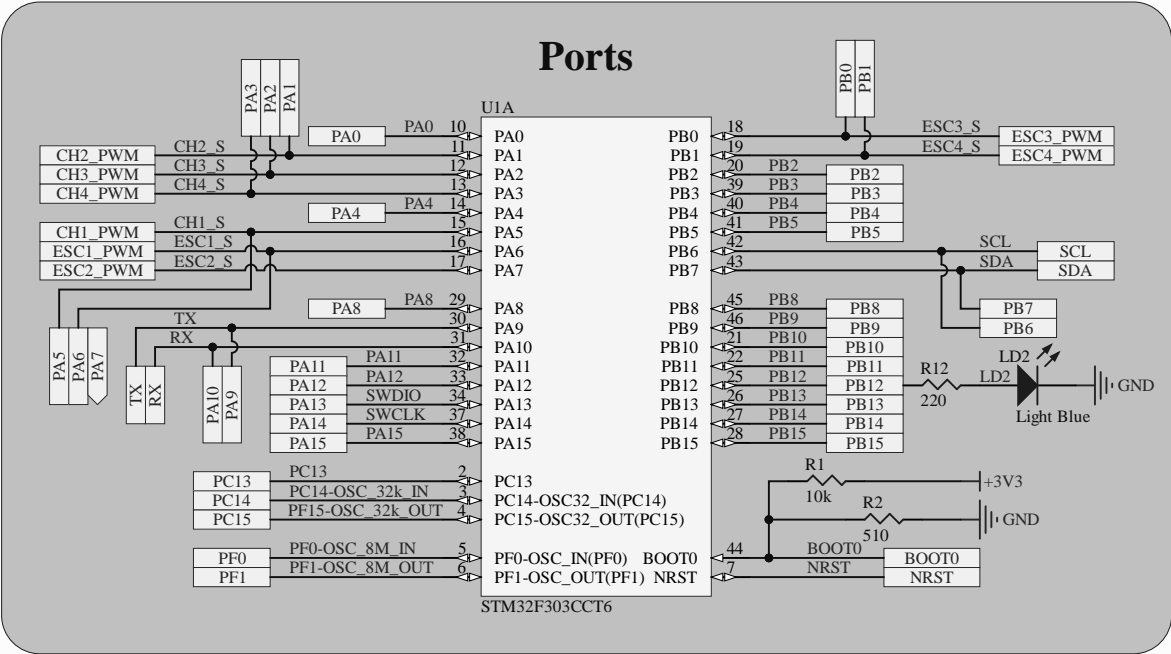 Ports
U1A
PA3
PA2
PA1
PB0
PB1
PA0 PA0 10 PA0
CH2_PWM CH2_S 11 PA1
CH3_PWM CH3_S 12 PA2
CH4_PWM CH4_S 13 PA3
PA4 PA4 14 PA4
CH1_PWM CH1_S 15 PA5
ESC1_PWM ESC1_S 16 PA6
ESC2_PWM ESC2_S 17 PA7
PA8 PA8 29 PA8
TX 30 PA9
RX 31 PA10
PA11 PA11 32 PA11
PA12 PA12 33 PA12
PA13 SWDIO 34 PA13
PA14 SWCLK 37 PA14
PA15 PA15 38 PA15
PA5
PA6
PA7
TX
RX
PA10
PA9
PC13 PC13 2 PC13
PC14 PC14-OSC_32k_IN 3 PC14-OSC32_IN(PC14)
PC15 PF15-OSC_32k_OUT 4 PC15-OSC32_OUT(PC15)
PF0 PF0-OSC_8M_IN 5 PF0-OSC_IN(PF0)
PF1 PF1-OSC_8M_OUT 6 PF1-OSC_OUT(PF1)
PB0 18 ESC3_S ESC3_PWM
PB1 19 ESC4_S ESC4_PWM
PB2 20 PB2 PB2
PB3 39 PB3 PB3
PB4 40 PB4 PB4
PB5 41 PB5 PB5
PB6 42 SCL SCL
PB7 43 SDA SDA
PB7
PB6
PB8 45 PB8 PB8
PB9 46 PB9 PB9
PB10 21 PB10 PB10
PB11 22 PB11 PB11
PB12 25 PB12 PB12
PB13 26 PB13 PB13
PB14 27 PB14 PB14
PB15 28 PB15 PB15
R12
220
LD2
LD2
Light Blue
GND
R1
10k
+3V3
R2
510
GND
BOOT0 44 BOOT0 BOOT0
NRST 7 NRST NRST
STM32F303CCT6